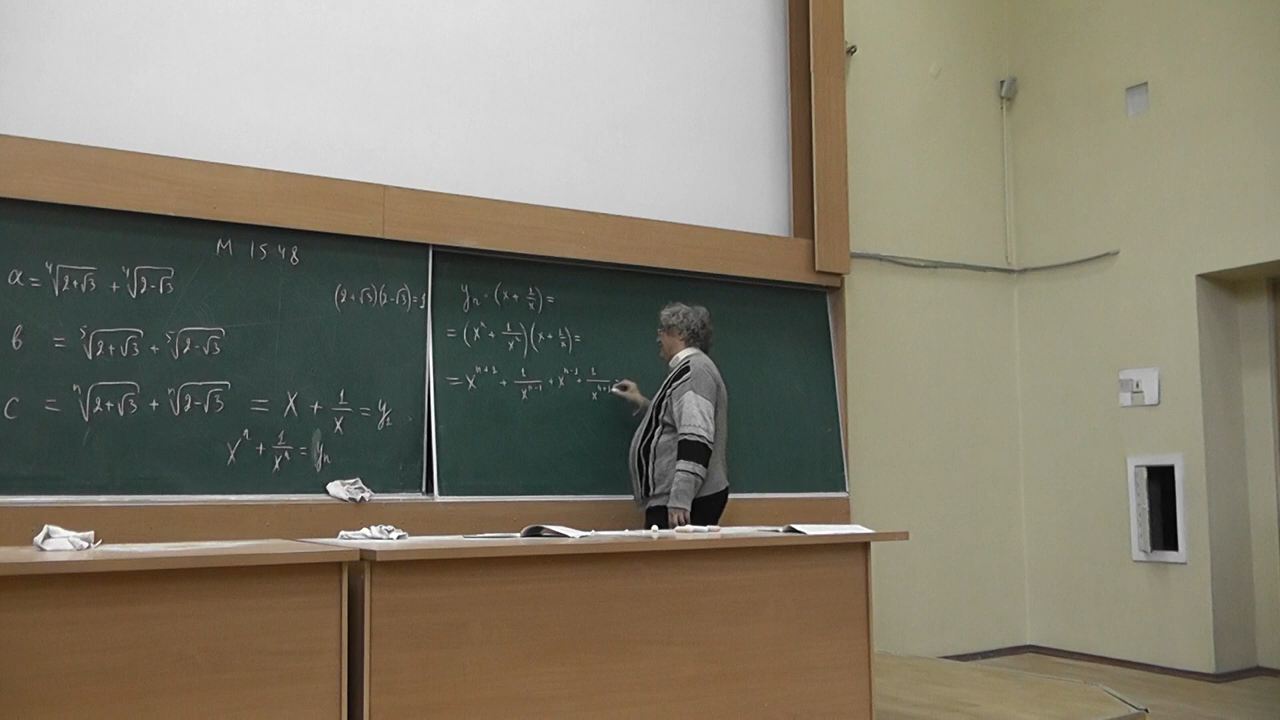 М 1548
a = ⁴√(2+√3) + ⁴√(2-√3)
(2+√3)(2-√3)=1
в = ⁵√(2+√3) + ⁵√(2-√3)
c = ⁿ√(2+√3) + ⁿ√(2-√3) = x + 1/x = y₁
xⁿ + 1/xⁿ = yₙ
yₙ · (x + 1/x) =
= (xⁿ + 1/xⁿ)(x + 1/x) =
= xⁿ⁺¹ + 1/xⁿ⁻¹ + xⁿ⁻¹ + 1/xⁿ⁺¹